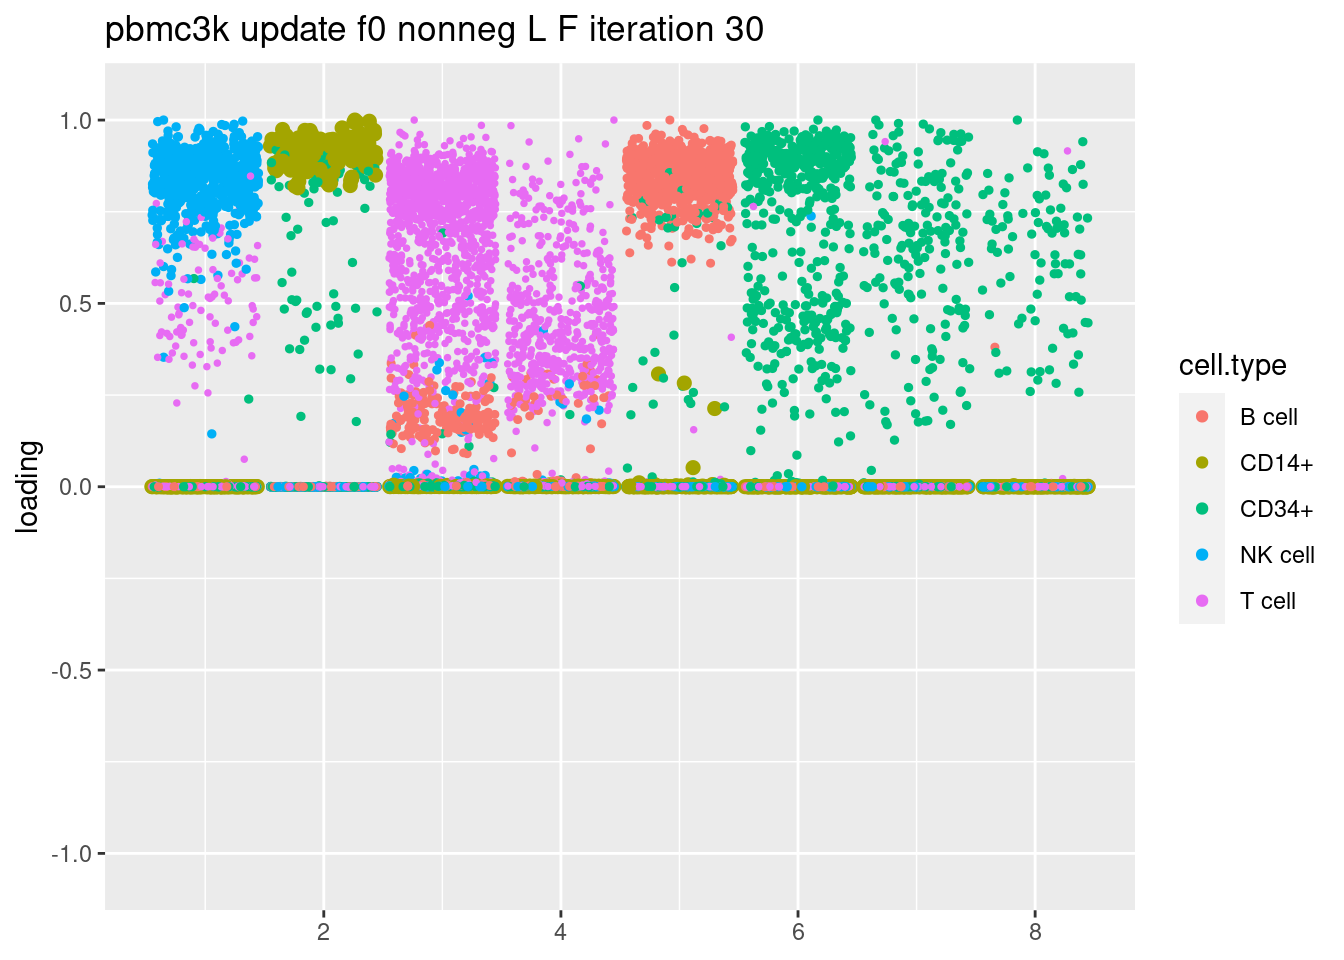 pbmc3k update f0 nonneg L F iteration 30
1.0
0.5
0.0
-0.5
-1.0
loading
2
4
6
8
cell.type
B cell
CD14+
CD34+
NK cell
T cell